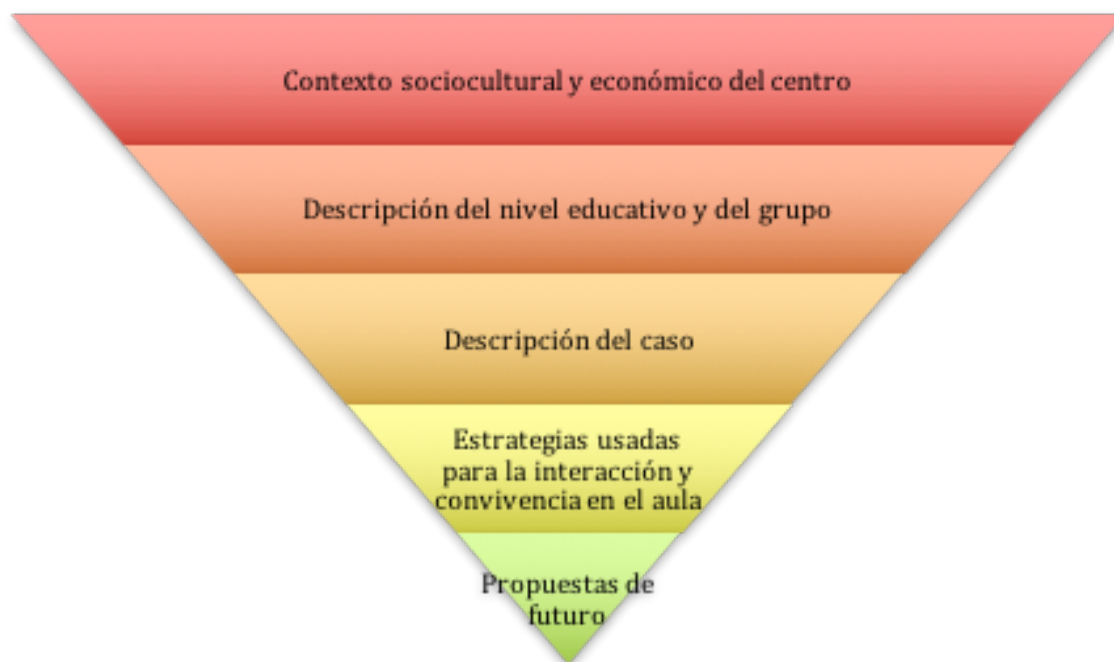 Contexto sociocultural y económico del centro
Descripción del nivel educativo y del grupo
Descripción del caso
Estrategias usadas
para la interacción y
convivencia en el aula
Propuestas de
futuro